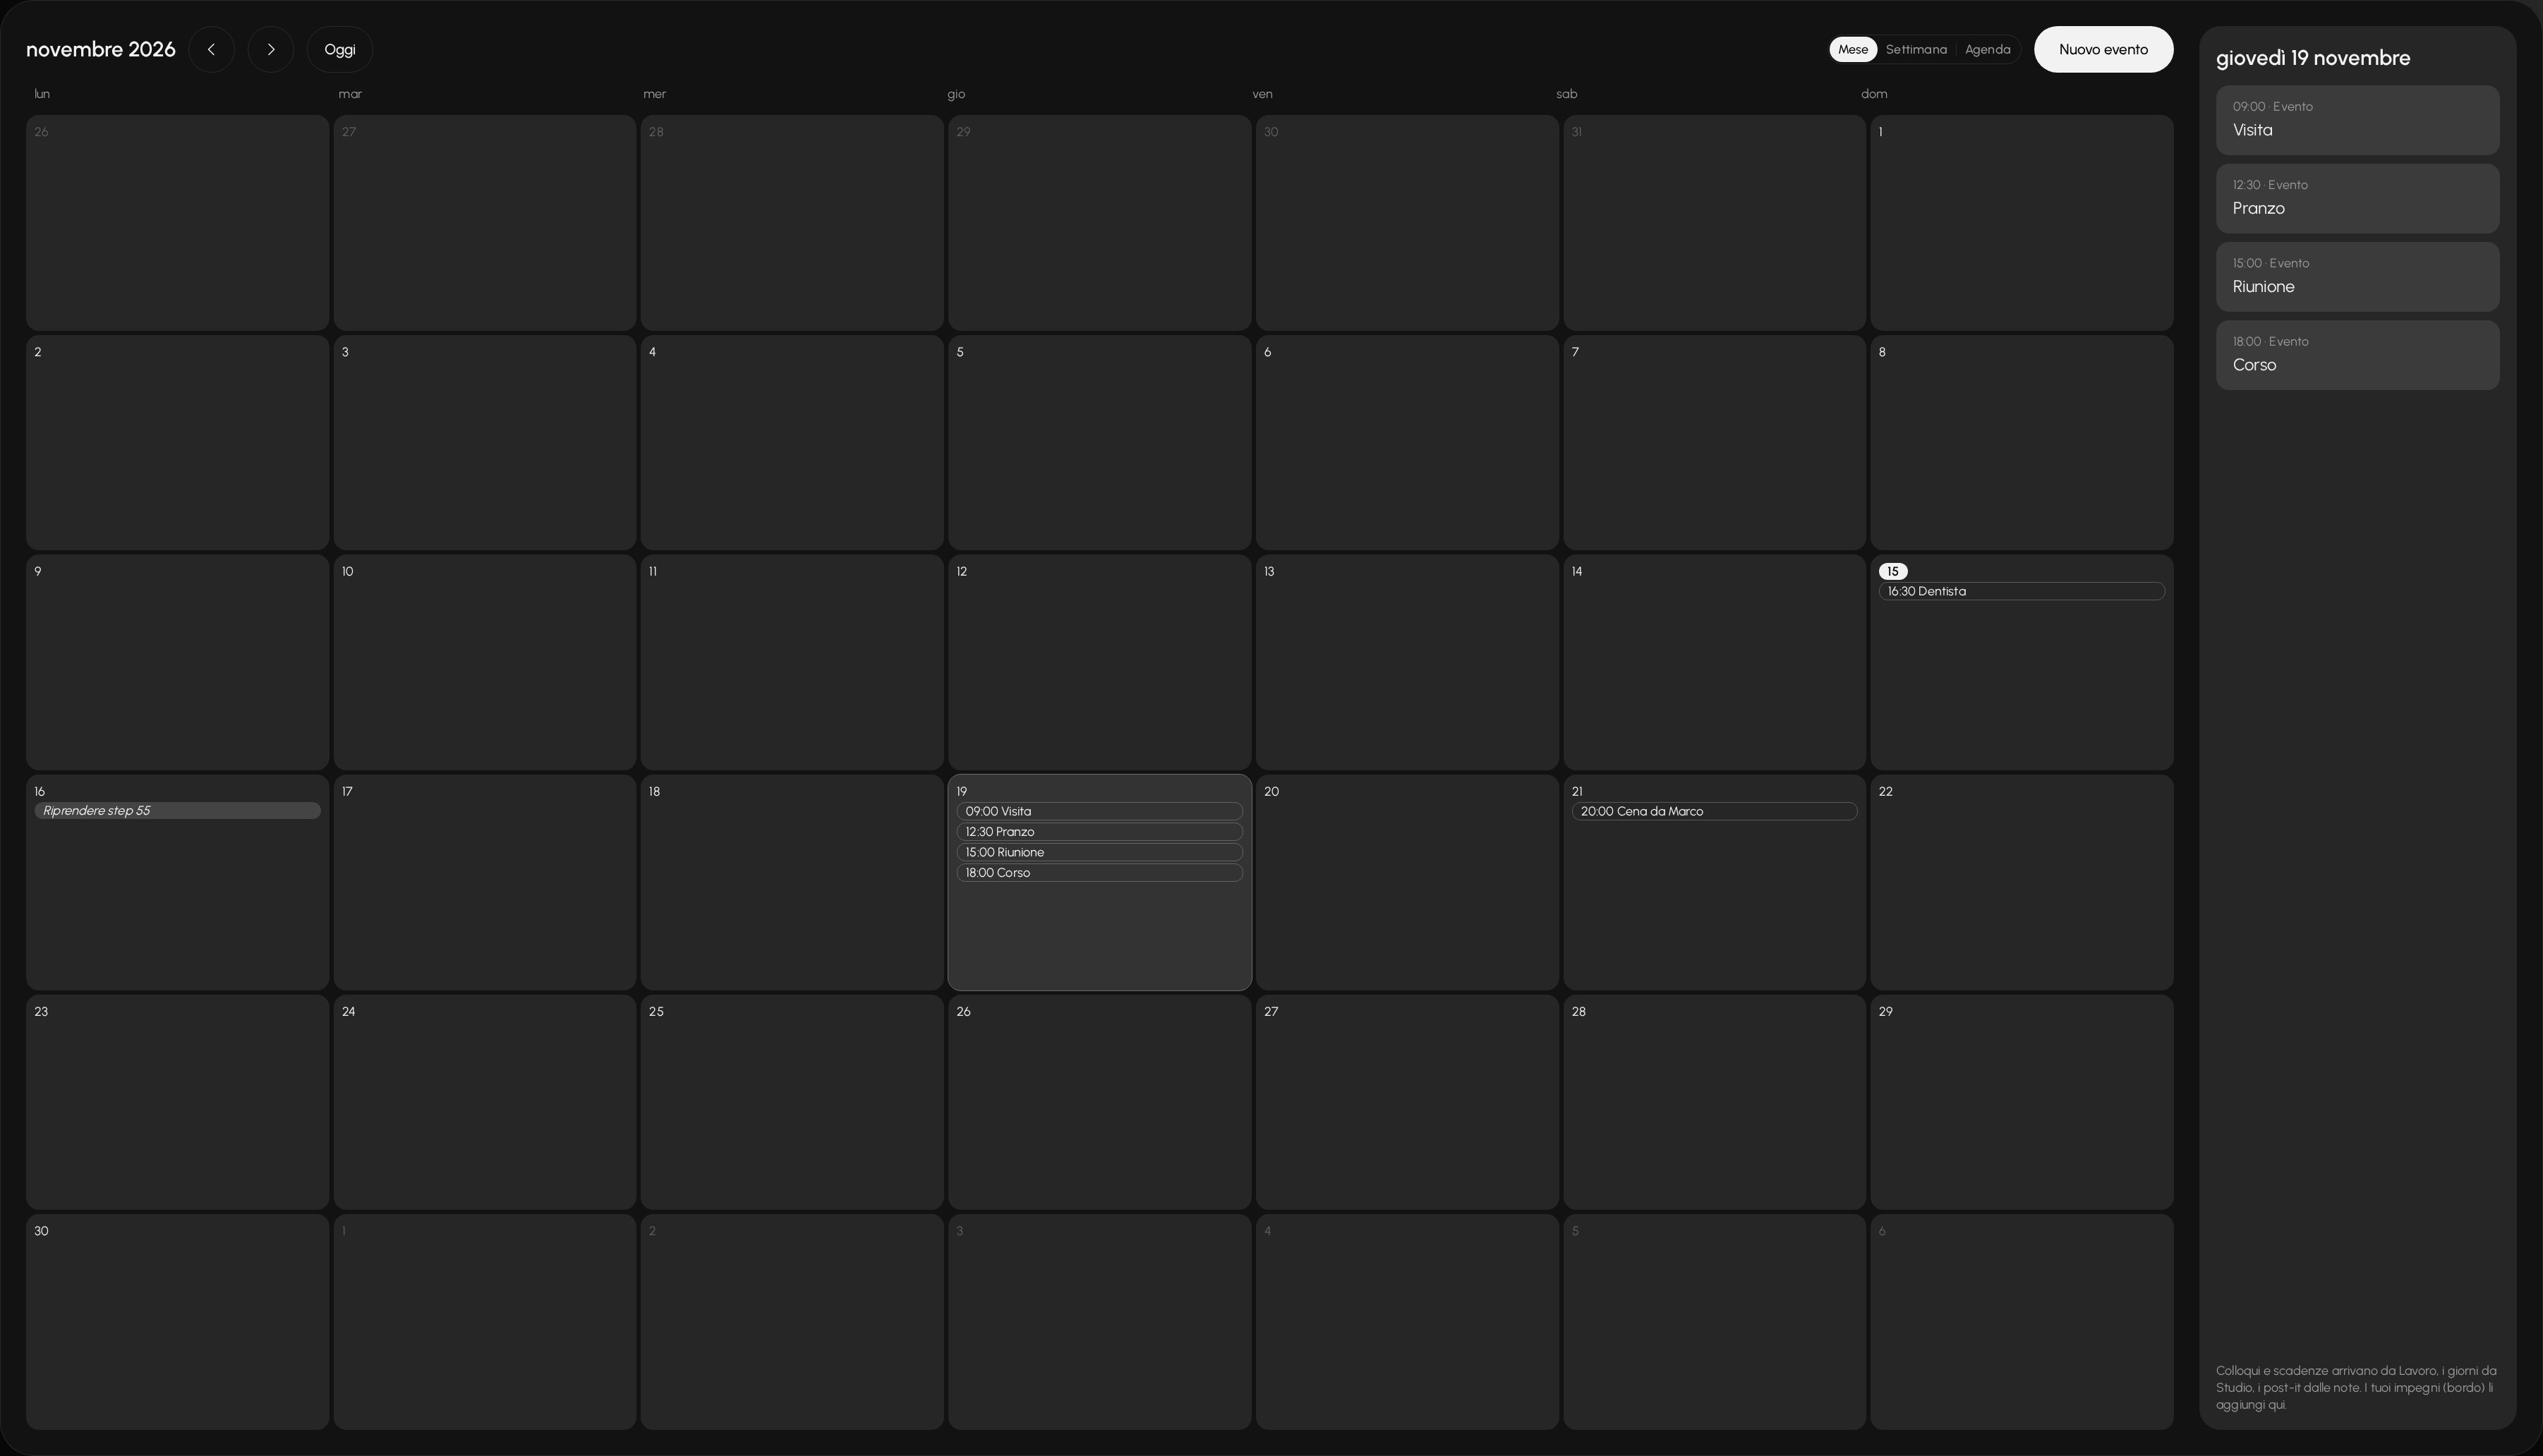 novembre 2026
Oggi
Mese Settimana Agenda
Nuovo evento
lun mar mer gio ven sab dom
26 27 28 29 30 31 1
2 3 4 5 6 7 8
9 10 11 12 13 14 15
16:30 Dentista
16 17 18 19 20 21 22
Riprendere step 55
09:00 Visita
12:30 Pranzo
15:00 Riunione
18:00 Corso
20:00 Cena da Marco
23 24 25 26 27 28 29
30 1 2 3 4 5 6
giovedì 19 novembre
09:00 · Evento
Visita
12:30 · Evento
Pranzo
15:00 · Evento
Riunione
18:00 · Evento
Corso
Colloqui e scadenze arrivano da Lavoro, i giorni da
Studio, i post-it dalle note. I tuoi impegni (bordo) li
aggiungi qui.